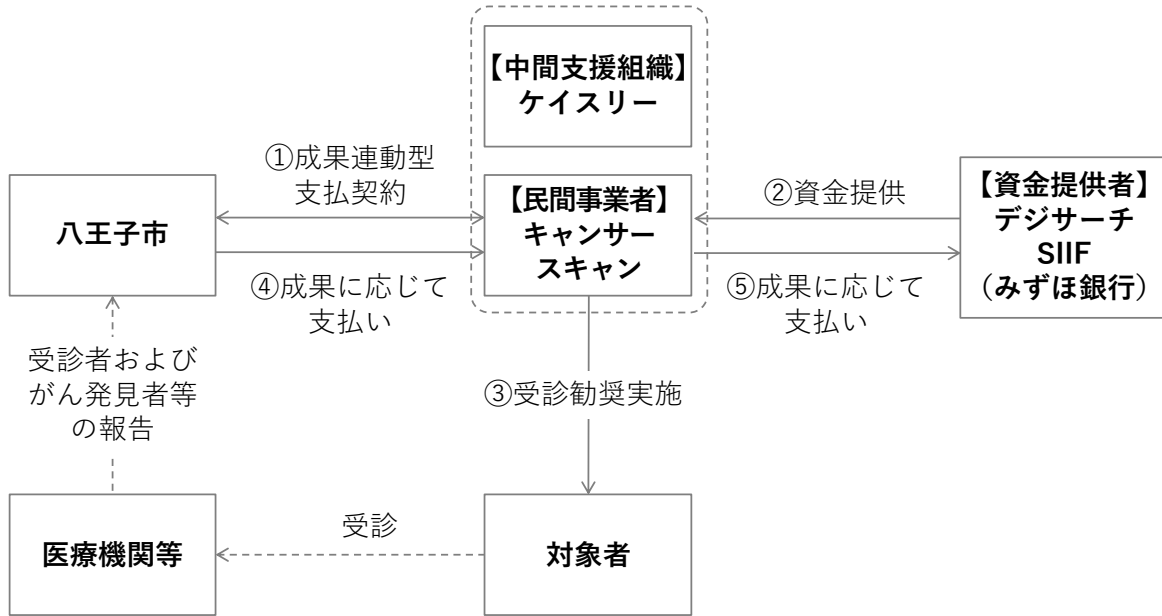 【中間支援組織】
ケイスリー
①成果連動型
支払契約
八王子市
【民間事業者】
キャンサー
スキャン
②資金提供
【資金提供者】
デジサーチ
SIIF
（みずほ銀行）
④成果に応じて
支払い
⑤成果に応じて
支払い
受診者および
がん発見者等
の報告
③受診勧奨実施
医療機関等
受診
対象者